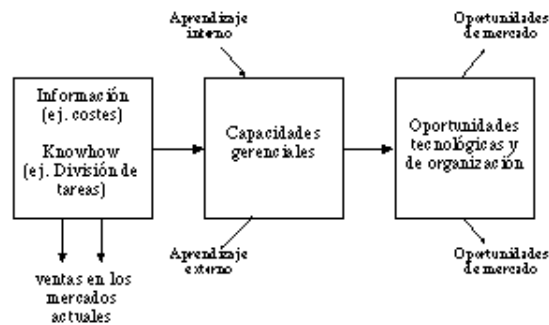 Aprendizaje
interno
Oportunidades
de mercado
Información
(ej. costes)
Knowhow
(ej. División de
tareas)
Capacidades
gerenciales
Oportunidades
tecnológicas y
de organización
Aprendizaje
externo
Oportunidades
de mercado
ventas en los
mercados
actuales